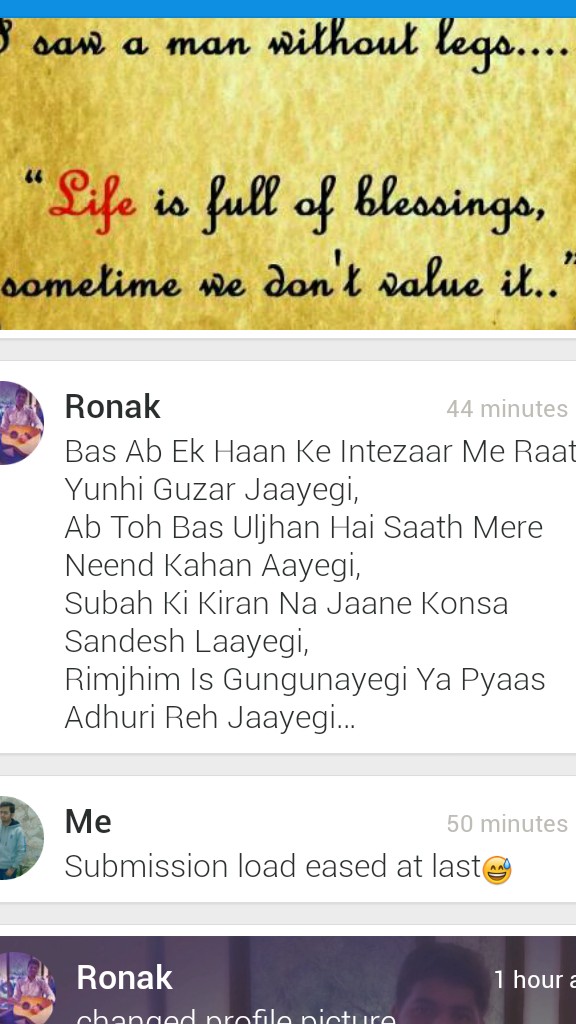 I saw a man without legs....
“Life is full of blessings,
sometime we don't value it..”
Ronak
44 minutes
Bas Ab Ek Haan Ke Intezaar Me Raat
Yunhi Guzar Jaayegi,
Ab Toh Bas Uljhan Hai Saath Mere
Neend Kahan Aayegi,
Subah Ki Kiran Na Jaane Konsa
Sandesh Laayegi,
Rimjhim Is Gungunayegi Ya Pyaas
Adhuri Reh Jaayegi...
Me
50 minutes
Submission load eased at last😅
Ronak
1 hour a
changed profile picture